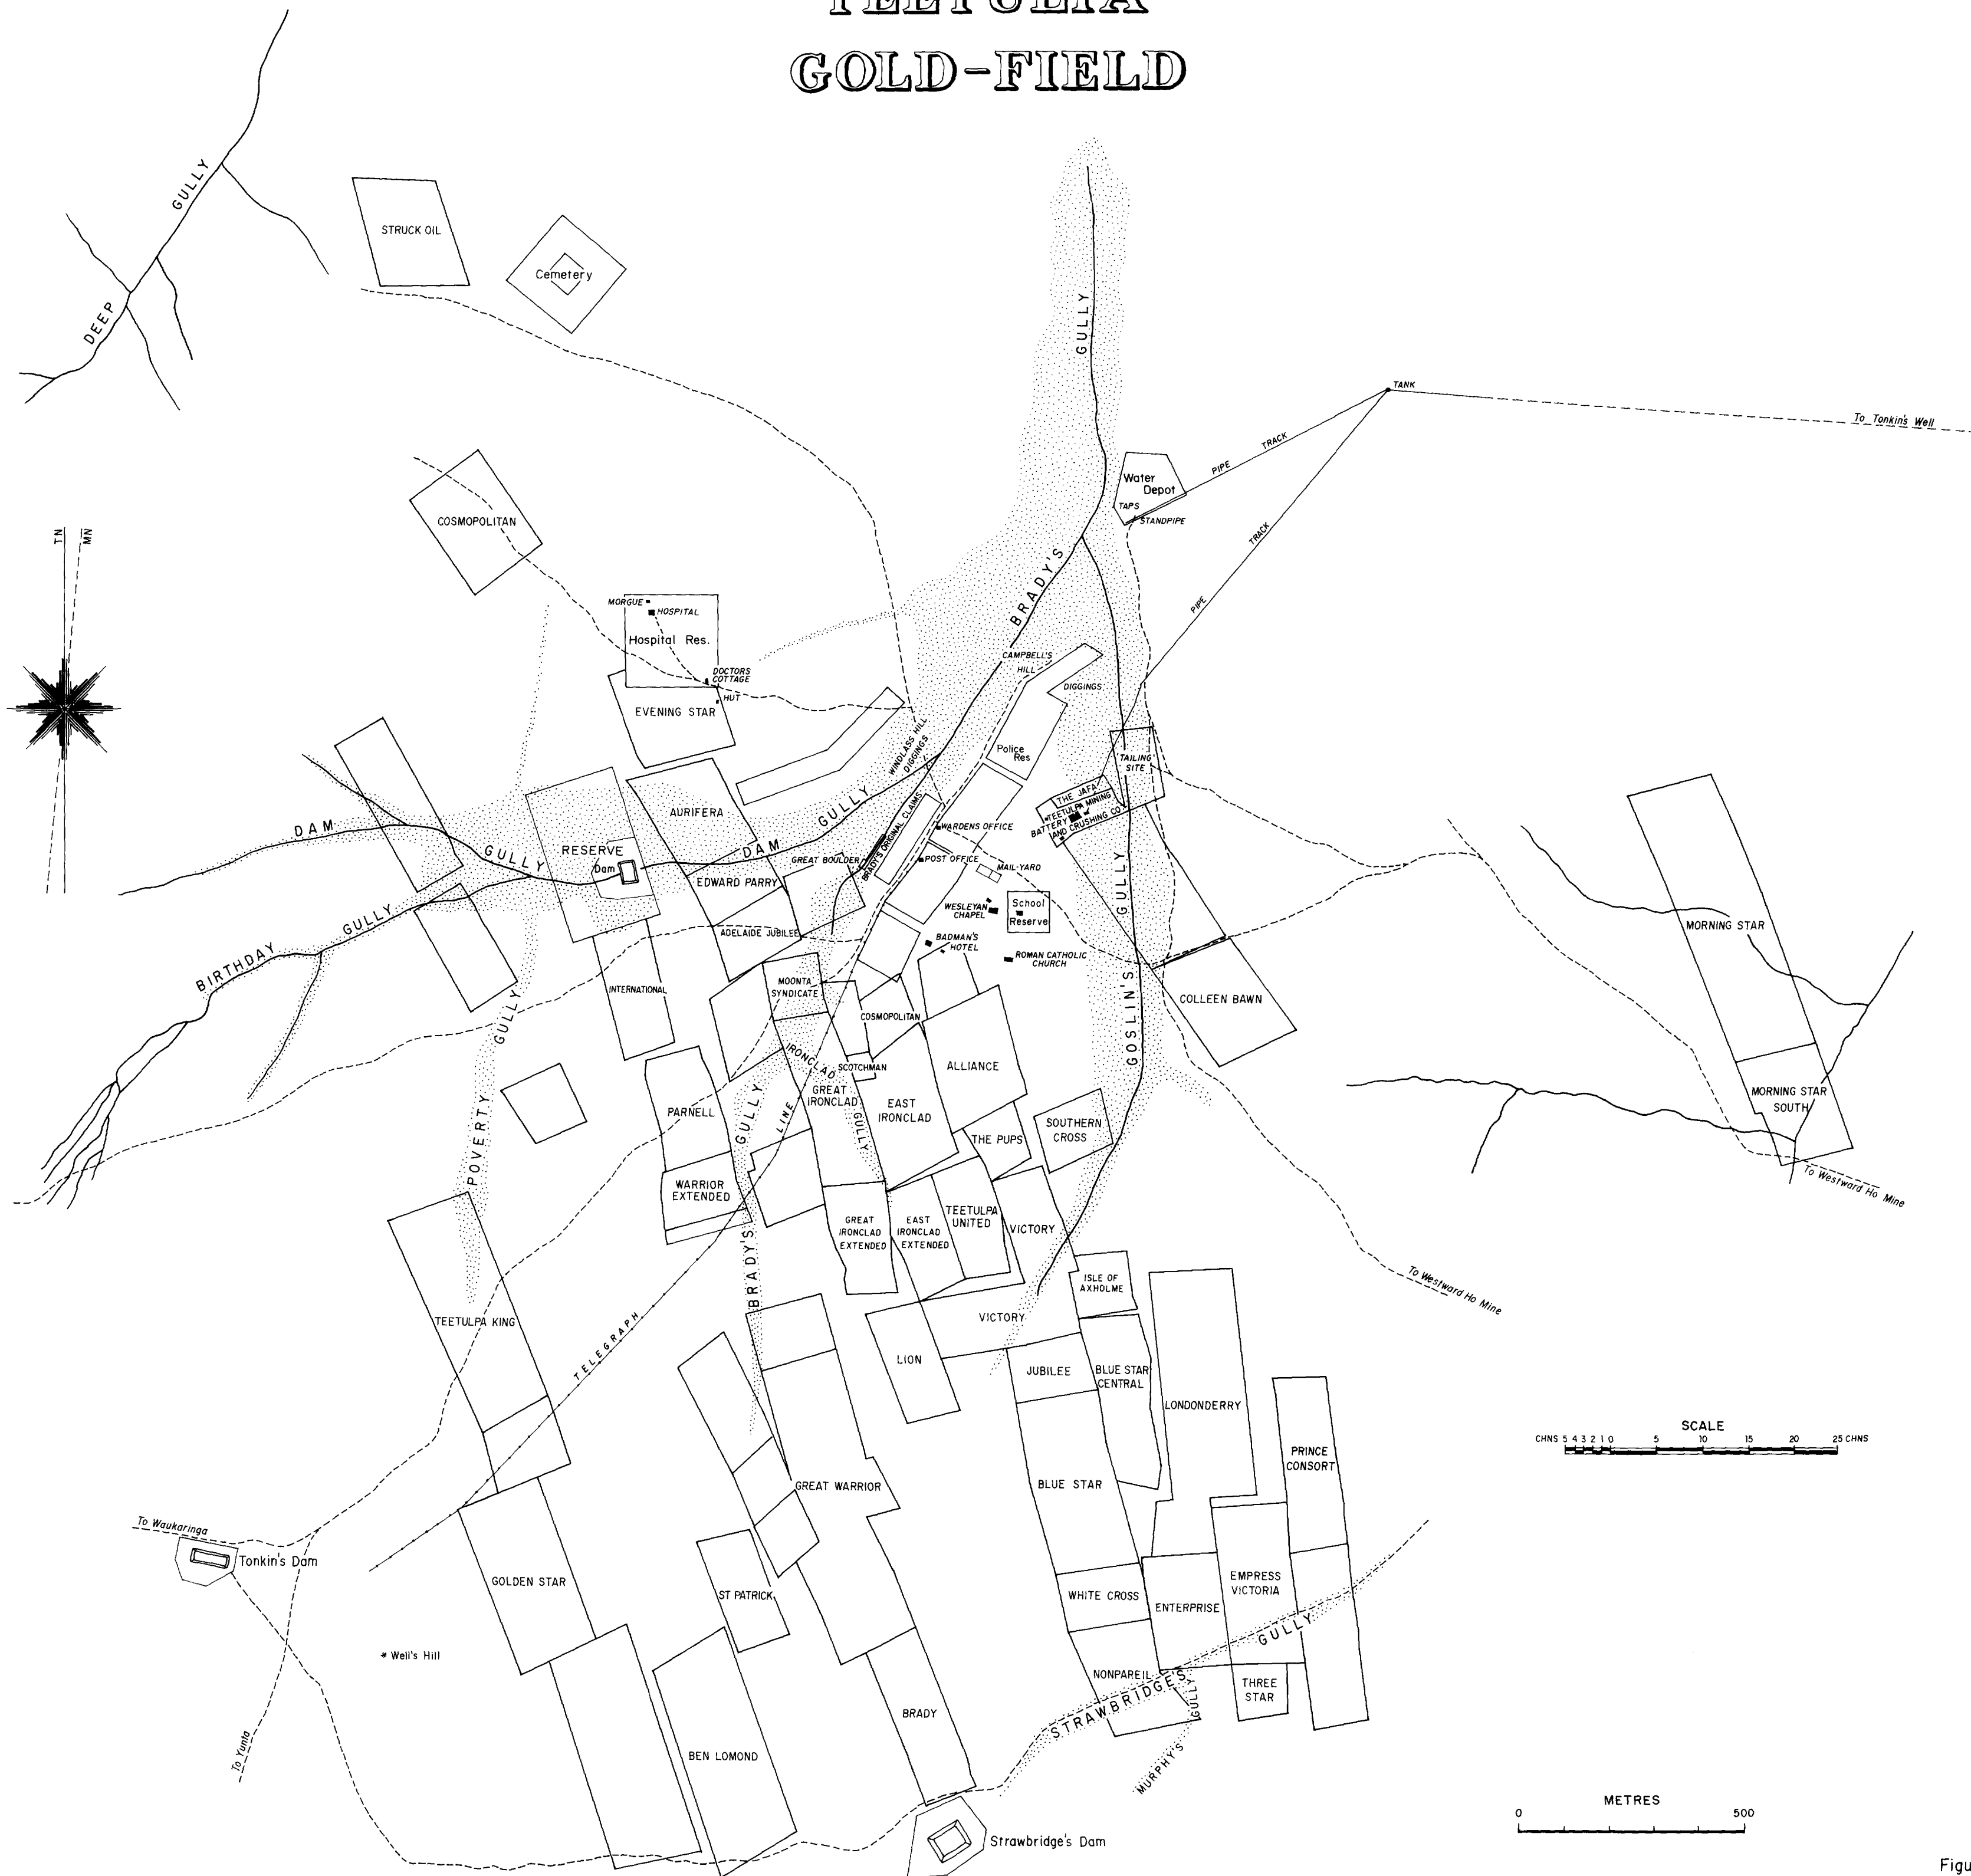 TEETULPA
GOLD-FIELD
DEEP GULLY
STRUCK OIL
Cemetery
GULLY
TANK
To Tonkin's Well
PIPE TRACK
PIPE TRACK
Water
Depot
TAPS
STANDPIPE
COSMOPOLITAN
TN
MN
BRADY'S
MORGUE
HOSPITAL
Hospital Res.
DOCTORS
COTTAGE
HUT
EVENING STAR
CAMPBELL'S
HILL
DIGGINGS
WINDLASS HILL
DIGGINGS
Police
Res
TAILING
SITE
THE JAFA
TEETULPA MINING
BATTERY
AND CRUSHING CO.
AURIFERA
DAM GULLY
DAM GULLY
RESERVE
Dam
GREAT BOULDER
BRADY'S ORIGINAL CLAIMS
WARDENS OFFICE
POST OFFICE
MAIL-YARD
EDWARD PARRY
ADELAIDE JUBILEE
WESLEYAN
CHAPEL
School
Reserve
BADMAN'S
HOTEL
ROMAN CATHOLIC
CHURCH
BIRTHDAY GULLY
INTERNATIONAL
MOONTA
SYNDICATE
COSMOPOLITAN
COLLEEN BAWN
GOSLIN'S GULLY
MORNING STAR
MORNING STAR
SOUTH
To Westward Ho Mine
POVERTY GULLY
PARNELL
WARRIOR
EXTENDED
BRADY'S GULLY
IRONCLAD GULLY
SCOTCHMAN
GREAT
IRONCLAD
EAST
IRONCLAD
ALLIANCE
THE PUPS
SOUTHERN
CROSS
GREAT
IRONCLAD
EXTENDED
EAST
IRONCLAD
EXTENDED
TEETULPA
UNITED
VICTORY
ISLE OF
AXHOLME
To Westward Ho Mine
TELEGRAPH LINE
TEETULPA KING
VICTORY
LION
JUBILEE
BLUE STAR
CENTRAL
LONDONDERRY
PRINCE
CONSORT
SCALE
CHNS 5 4 3 2 1 0 5 10 15 20 25 CHNS
GREAT WARRIOR
BLUE STAR
To Waukaringa
Tonkin's Dam
GOLDEN STAR
ST PATRICK
WHITE CROSS
ENTERPRISE
EMPRESS
VICTORIA
Well's Hill
To Yunta
NONPAREIL
STRAWBRIDGE'S GULLY
THREE
STAR
BRADY
BEN LOMOND
MURPHY'S GULLY
METRES
0 500
Strawbridge's Dam
Figu